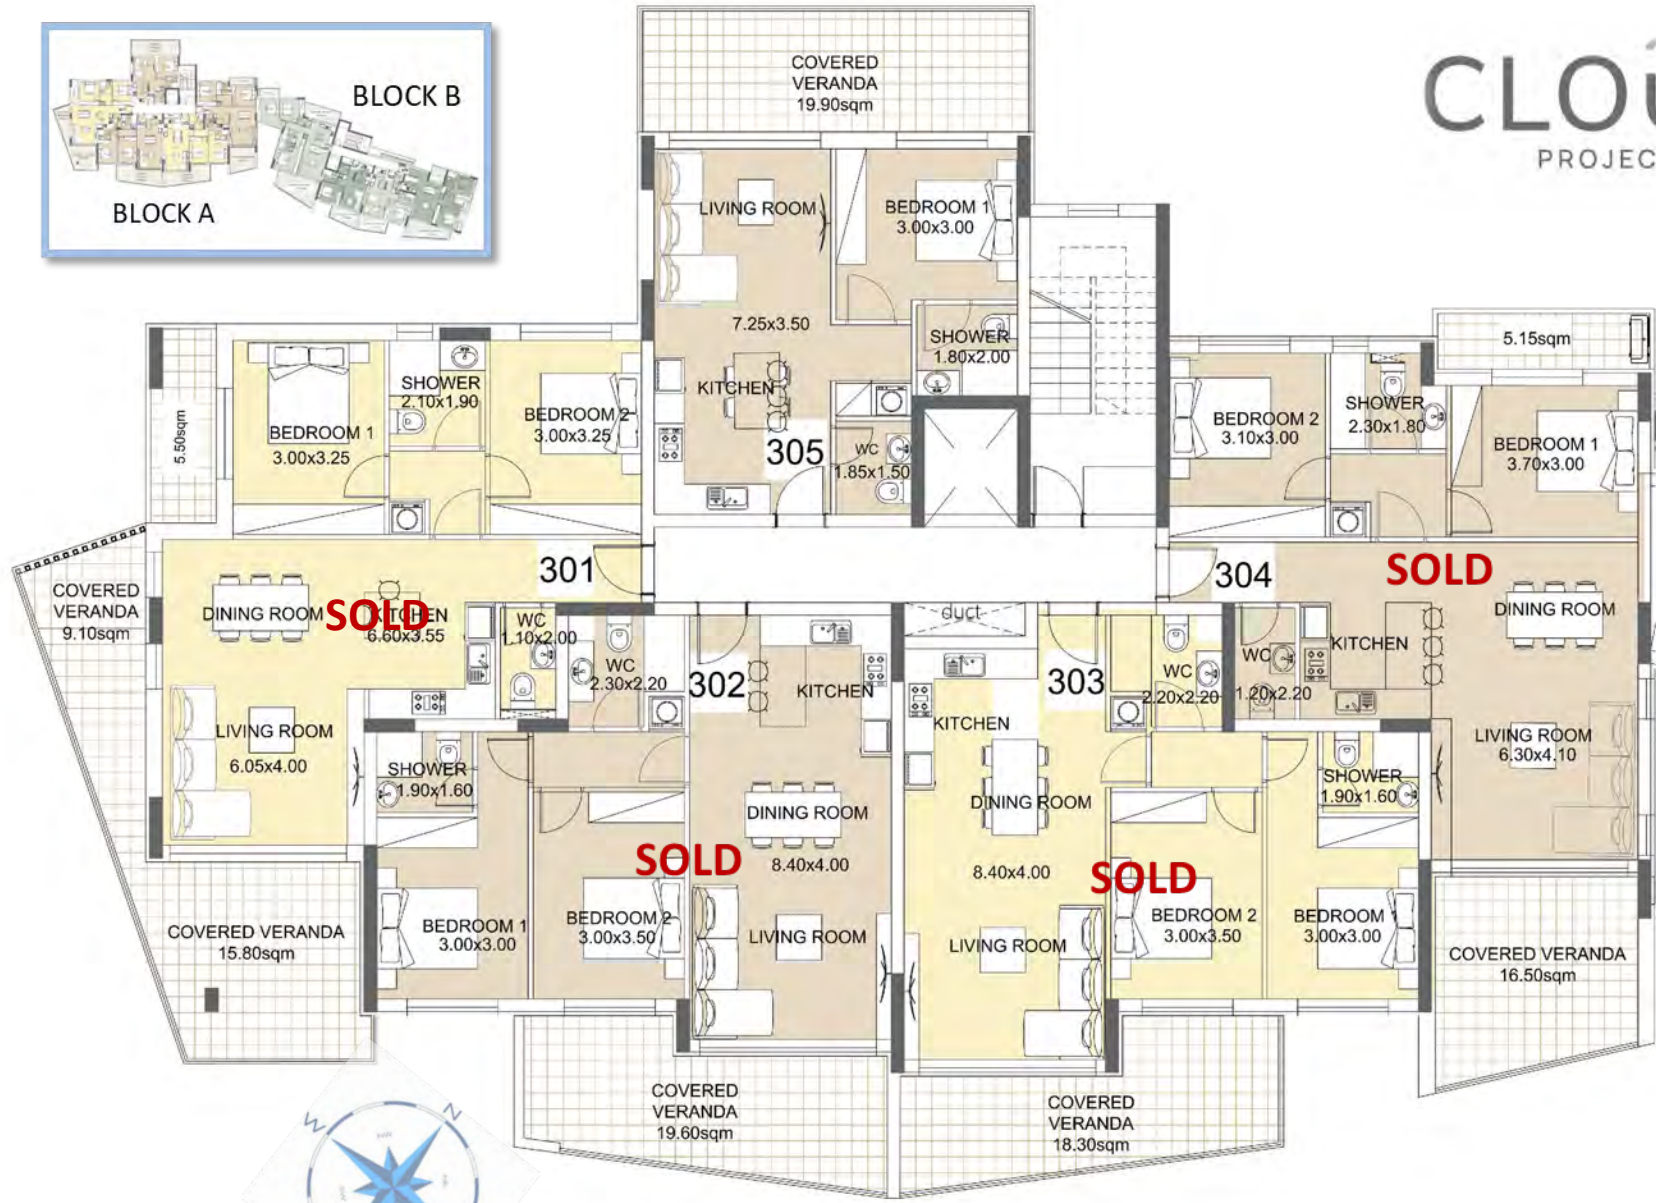 BLOCK B
BLOCK A
PROJEC
COVERED
VERANDA
19.90sqm
LIVING ROOM
BEDROOM 1
3.00x3.00
7.25x3.50
SHOWER
1.80x2.00
KITCHEN
305
WC
1.85x1.50
5.50sqm
BEDROOM 1
3.00x3.25
SHOWER
2.10x1.90
BEDROOM 2
3.00x3.25
5.15sqm
BEDROOM 2
3.10x3.00
SHOWER
2.30x1.80
BEDROOM 1
3.70x3.00
301
COVERED
VERANDA
9.10sqm
DINING ROOM
SOLD
KITCHEN
6.60x3.55
WC
1.10x2.00
LIVING ROOM
6.05x4.00
COVERED VERANDA
15.80sqm
WC
2.30x2.20
302
KITCHEN
SHOWER
1.90x1.60
DINING ROOM
8.40x4.00
SOLD
BEDROOM 1
3.00x3.00
BEDROOM 2
3.00x3.50
LIVING ROOM
COVERED
VERANDA
19.60sqm
duct
303
WC
2.20x2.20
KITCHEN
DINING ROOM
8.40x4.00
SOLD
LIVING ROOM
BEDROOM 2
3.00x3.50
BEDROOM
3.00x3.00
SHOWER
1.90x1.60
COVERED
VERANDA
18.30sqm
304
SOLD
DINING ROOM
KITCHEN
WC
1.20x2.20
LIVING ROOM
6.30x4.10
COVERED VERANDA
16.50sqm
W
N